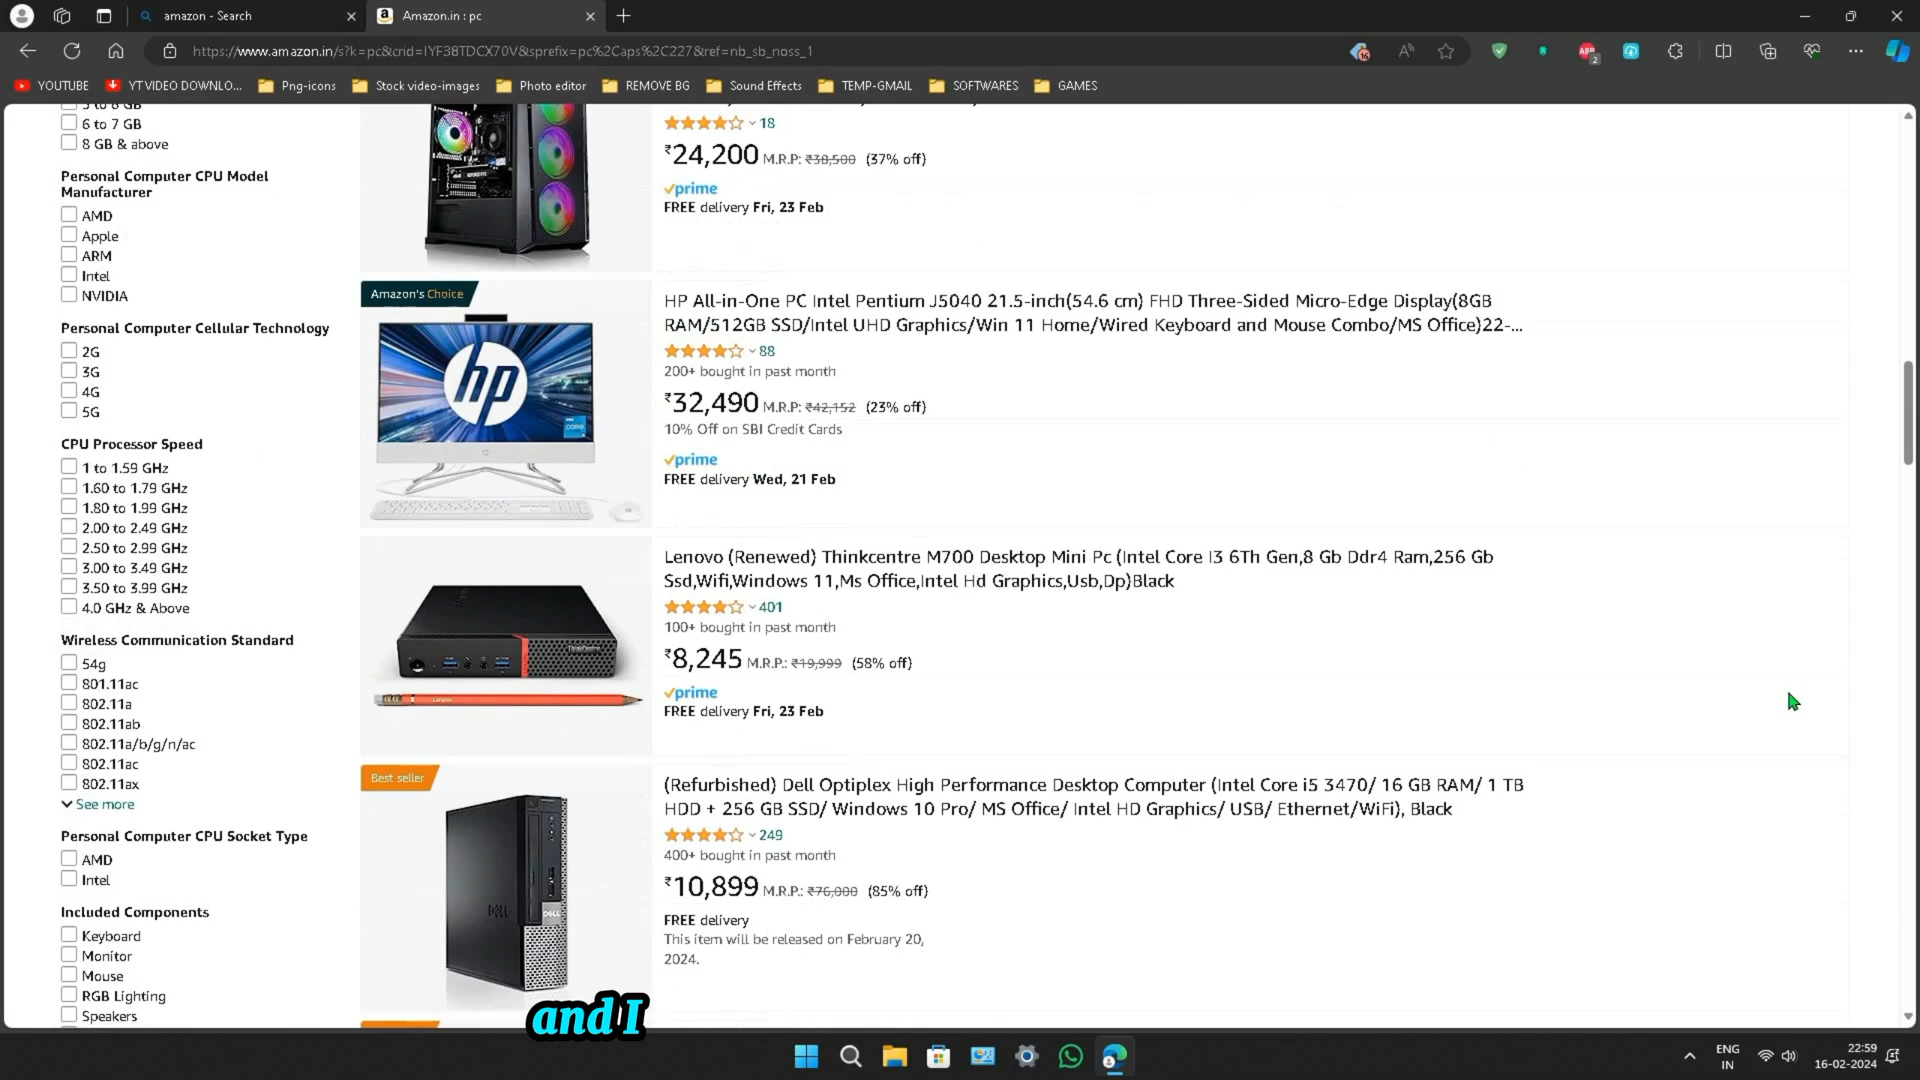 amazon - Search
Amazon.in : pc
https://www.amazon.in/s?k=pc&crid=IYF38TDCX70V&sprefix=pc%2Caps%2C227&ref=nb_sb_noss_1
16
ABP
2
YOUTUBE
YT VIDEO DOWNLO...
Png-icons
Stock video-images
Photo editor
REMOVE BG
Sound Effects
TEMP-GMAIL
SOFTWARES
GAMES
6 to 7 GB
8 GB & above
Personal Computer CPU Model
Manufacturer
AMD
Apple
ARM
Intel
NVIDIA
Personal Computer Cellular Technology
2G
3G
4G
5G
CPU Processor Speed
1 to 1.59 GHz
1.60 to 1.79 GHz
1.80 to 1.99 GHz
2.00 to 2.49 GHz
2.50 to 2.99 GHz
3.00 to 3.49 GHz
3.50 to 3.99 GHz
4.0 GHz & Above
Wireless Communication Standard
54g
801.11ac
802.11a
802.11ab
802.11a/b/g/n/ac
802.11ac
802.11ax
See more
Personal Computer CPU Socket Type
AMD
Intel
Included Components
Keyboard
Monitor
Mouse
RGB Lighting
Speakers
18
₹24,200 M.R.P: ₹38,500 (37% off)
prime
FREE delivery Fri, 23 Feb
Amazon's Choice
hp
HP All-in-One PC Intel Pentium J5040 21.5-inch(54.6 cm) FHD Three-Sided Micro-Edge Display(8GB
RAM/512GB SSD/Intel UHD Graphics/Win 11 Home/Wired Keyboard and Mouse Combo/MS Office)22-...
88
200+ bought in past month
₹32,490 M.R.P: ₹42,152 (23% off)
10% Off on SBI Credit Cards
prime
FREE delivery Wed, 21 Feb
Lenovo (Renewed) Thinkcentre M700 Desktop Mini Pc (Intel Core I3 6Th Gen,8 Gb Ddr4 Ram,256 Gb
Ssd,Wifi,Windows 11,Ms Office,Intel Hd Graphics,Usb,Dp)Black
401
100+ bought in past month
₹8,245 M.R.P.: ₹19,999 (58% off)
prime
FREE delivery Fri, 23 Feb
Best seller
DELL
(Refurbished) Dell Optiplex High Performance Desktop Computer (Intel Core i5 3470/ 16 GB RAM/ 1 TB
HDD + 256 GB SSD/ Windows 10 Pro/ MS Office/ Intel HD Graphics/ USB/ Ethernet/WiFi), Black
249
400+ bought in past month
₹10,899 M.R.P.: ₹76,000 (85% off)
FREE delivery
This item will be released on February 20,
2024.
and I
ENG
IN
22:59
16-02-2024